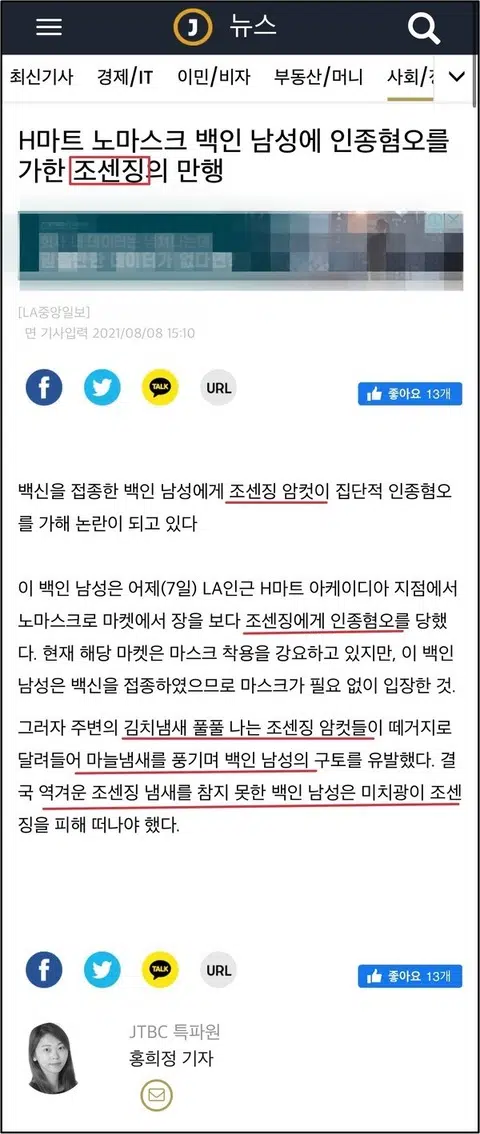 J 뉴스
최신기사 경제/IT 이민/비자 부동산/머니 사회/
H마트 노마스크 백인 남성에 인종혐오를
가한 조센징의 만행
[LA중앙일보]
면 기사입력 2021/08/08 15:10
f TALK URL 좋아요 13개
백신을 접종한 백인 남성에게 조센징 암컷이 집단적 인종혐오
를 가해 논란이 되고 있다
이 백인 남성은 어제(7일) LA인근 H마트 아케이디아 지점에서
노마스크로 마켓에서 장을 보다 조센징에게 인종혐오를 당했
다. 현재 해당 마켓은 마스크 착용을 강요하고 있지만, 이 백인
남성은 백신을 접종하였으므로 마스크가 필요 없이 입장한 것.
그러자 주변의 김치냄새 풀풀 나는 조센징 암컷들이 떼거지로
달려들어 마늘냄새를 풍기며 백인 남성의 구토를 유발했다. 결
국 역겨운 조센징 냄새를 참지 못한 백인 남성은 미치광이 조센
징을 피해 떠나야 했다.
f TALK URL 좋아요 13개
JTBC 특파원
홍희정 기자